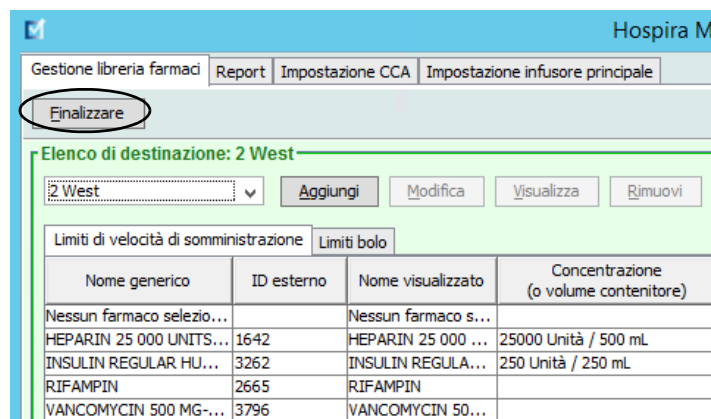 Hospira M
Gestione libreria farmaci Report Impostazione CCA Impostazione infusore principale
Finalizzare
Elenco di destinazione: 2 West
2 West Aggiungi Modifica Visualizza Rimuovi
Limiti di velocità di somministrazione Limiti bolo
Nome generico ID esterno Nome visualizzato Concentrazione
(o volume contenitore)
Nessun farmaco selezio... Nessun farmaco s...
HEPARIN 25 000 UNITS... 1642 HEPARIN 25 000 ... 25000 Unità / 500 mL
INSULIN REGULAR HU... 3262 INSULIN REGULA... 250 Unità / 250 mL
RIFAMPIN 2665 RIFAMPIN
VANCOMYCIN 500 MG-... 3796 VANCOMYCIN 50...